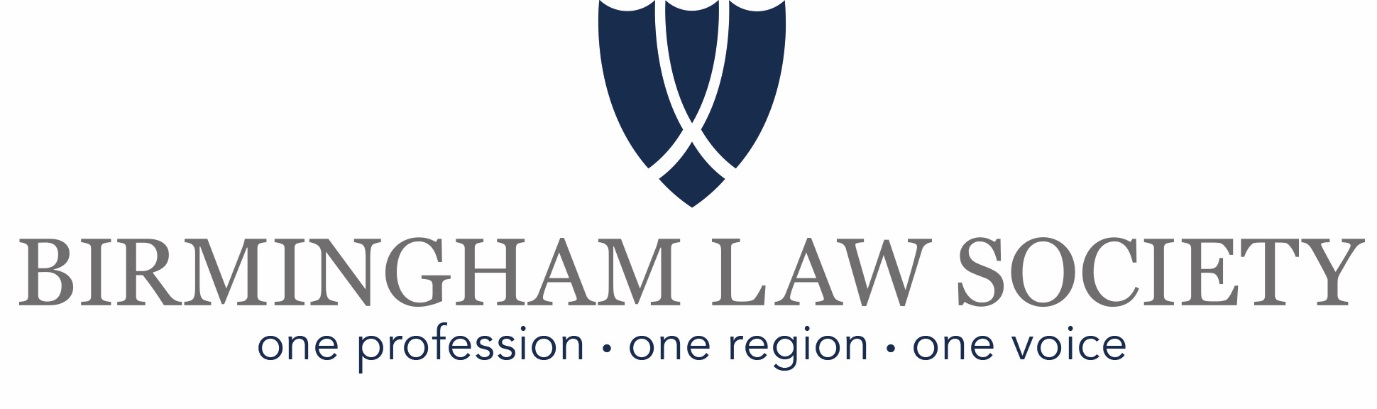 BIRMINGHAM LAW SOCIETY
one profession • one region • one voice